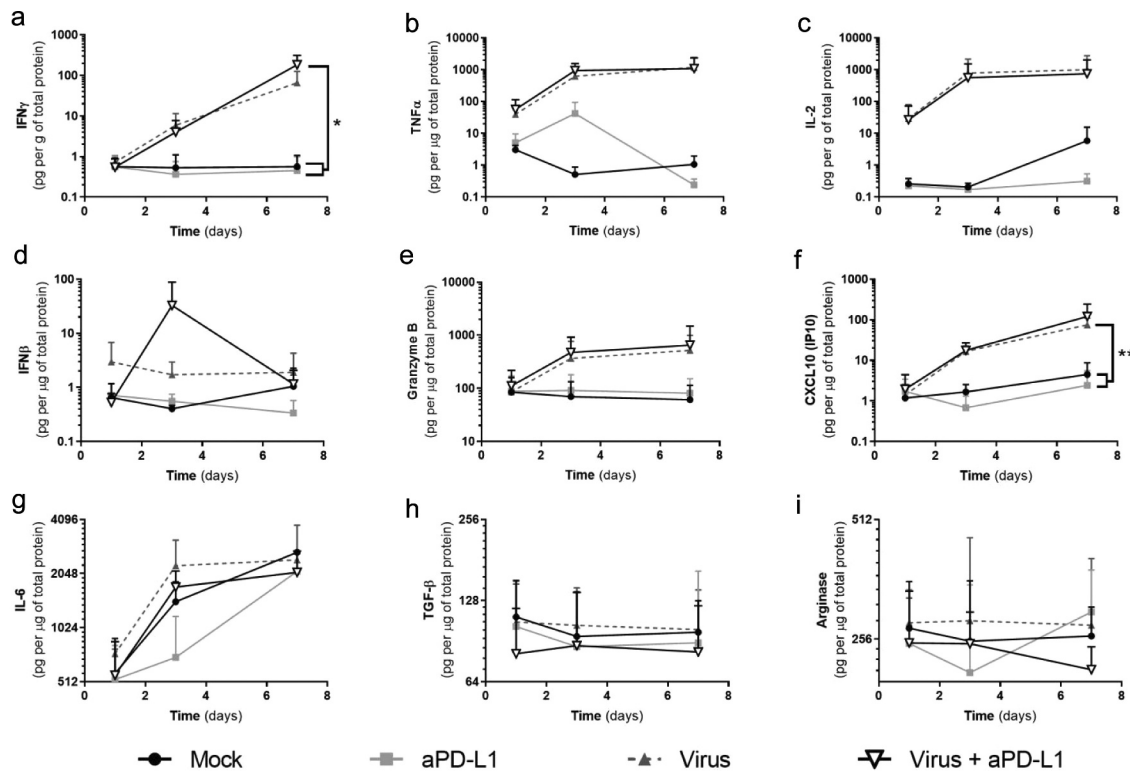 a
IFNγ
(pg per g of total protein)
1000
100
10
1
0.1
0 2 4 6 8
Time (days)
*
b
TNFα
(pg per µg of total protein)
10000
1000
100
10
1
0.1
0 2 4 6 8
Time (days)
c
IL-2
(pg per g of total protein)
10000
1000
100
10
1
0.1
0 2 4 6 8
Time (days)
d
IFNβ
(pg per µg of total protein)
100
10
1
0.1
0 2 4 6 8
Time (days)
e
Granzyme B
(pg per µg of total protein)
10000
1000
100
10
0 2 4 6 8
Time (days)
f
CXCL10 (IP10)
(pg per µg of total protein)
1000
100
10
1
0.1
0 2 4 6 8
Time (days)
**
g
IL-6
(pg per µg of total protein)
4096
2048
1024
512
0 2 4 6 8
Time (days)
h
TGF-β
(pg per µg of total protein)
256
128
64
0 2 4 6 8
Time (days)
i
Arginase
(pg per µg of total protein)
512
256
0 2 4 6 8
Time (days)
Mock aPD-L1 Virus Virus + aPD-L1